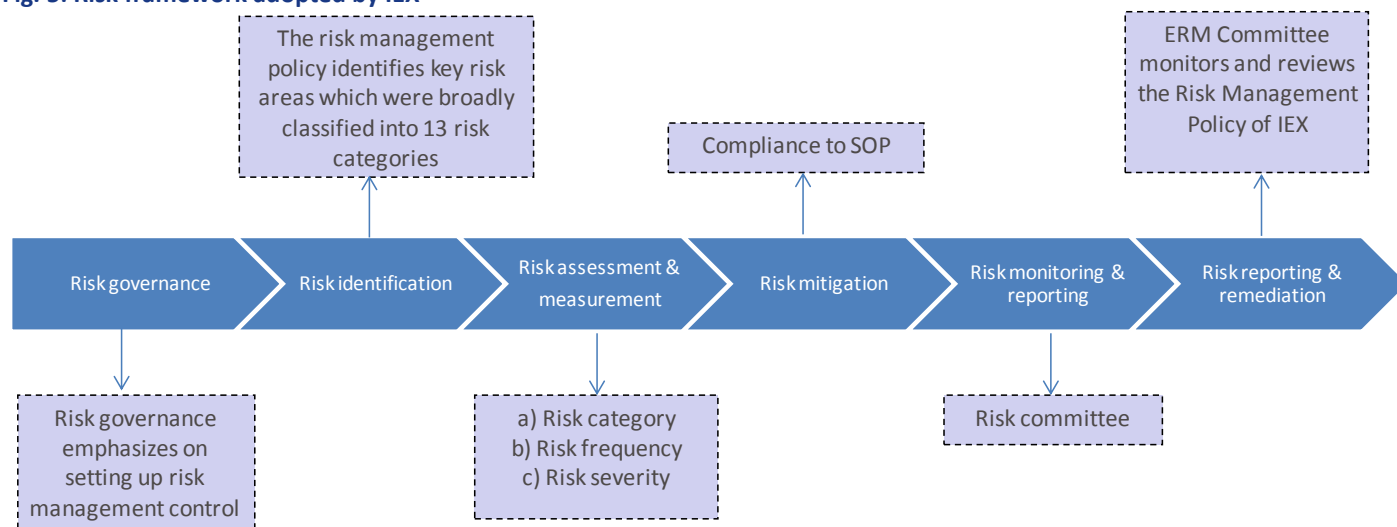 The risk management
policy identifies key risk
areas which were broadly
classified into 13 risk
categories
ERM Committee
monitors and reviews
the Risk Management
Policy of IEX
Compliance to SOP
Risk governance
Risk identification
Risk assessment &
measurement
Risk mitigation
Risk monitoring &
reporting
Risk reporting &
remediation
Risk governance
emphasizes on
setting up risk
management control
a) Risk category
b) Risk frequency
c) Risk severity
Risk committee